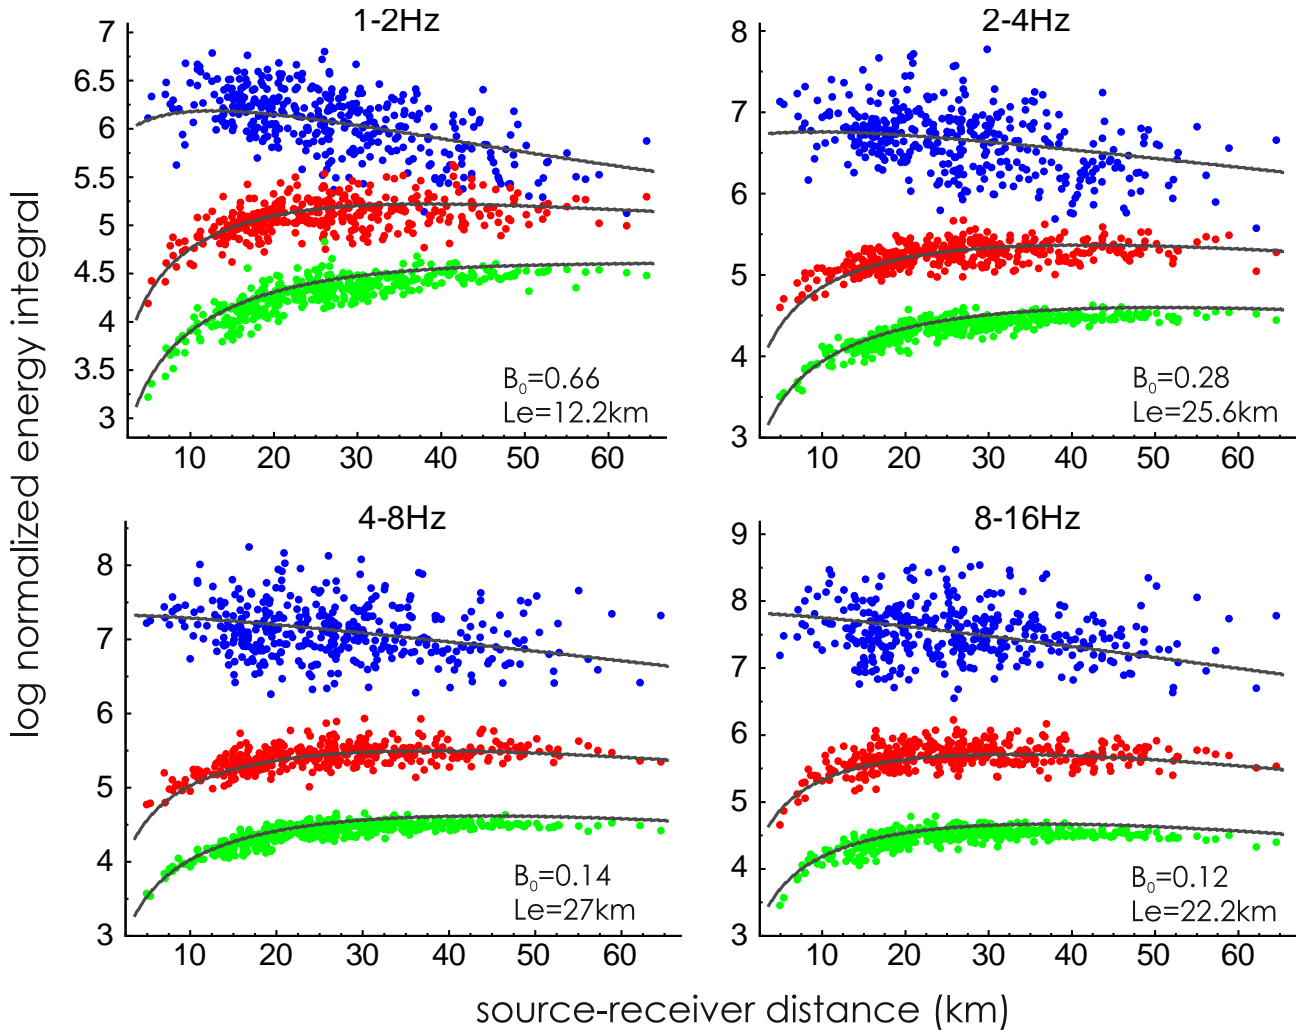 1-2Hz
7
6.5
6
5.5
5
4.5
4
3.5
3
10 20 30 40 50 60
B₀=0.66
Le=12.2km
2-4Hz
8
7
6
5
4
3
10 20 30 40 50 60
B₀=0.28
Le=25.6km
log normalized energy integral
4-8Hz
8
7
6
5
4
3
10 20 30 40 50 60
B₀=0.14
Le=27km
8-16Hz
9
8
7
6
5
4
3
10 20 30 40 50 60
B₀=0.12
Le=22.2km
source-receiver distance (km)